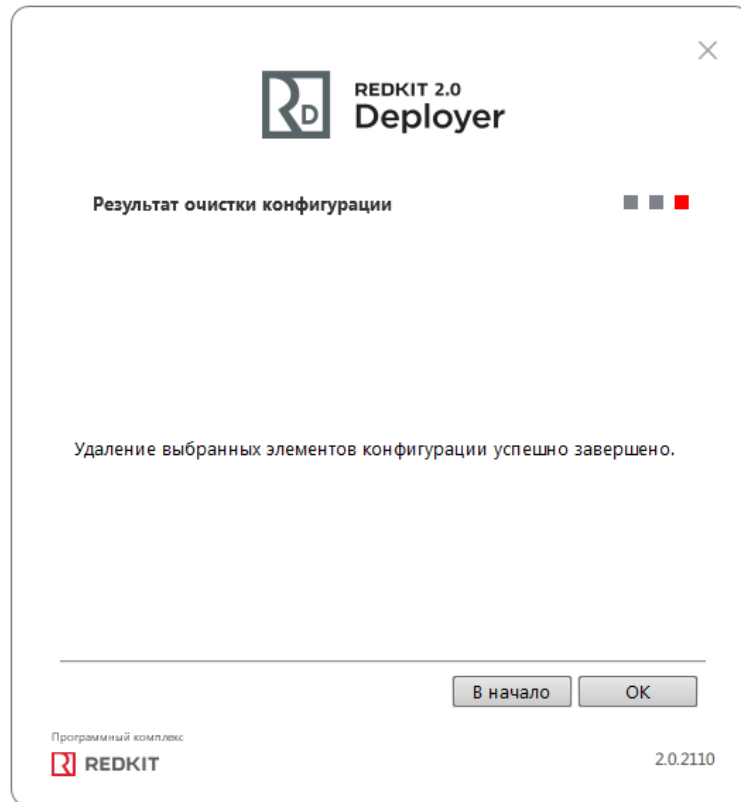 REDKIT 2.0
Deployer
Результат очистки конфигурации
Удаление выбранных элементов конфигурации успешно завершено.
В начало
OK
Программный комплекс
REDKIT
2.0.2110